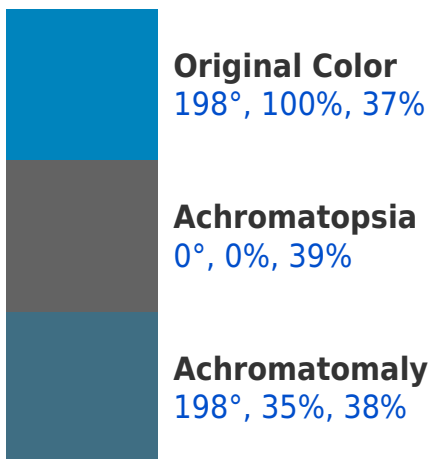 Original Color
198°, 100%, 37%
Achromatopsia
0°, 0%, 39%
Achromatomaly
198°, 35%, 38%